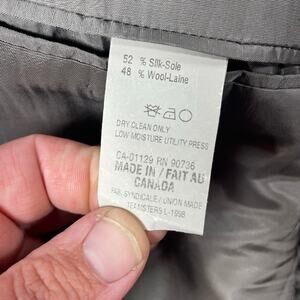 52 % Silk-Soie
48 % Wool-Laine
DRY CLEAN ONLY
LOW MOISTURE UTILITY PRESS
CA-01129 RN 90736
MADE IN / FAIT AU
CANADA
FAB. SYNDICALE / UNION MADE
TEAMSTERS L-1998